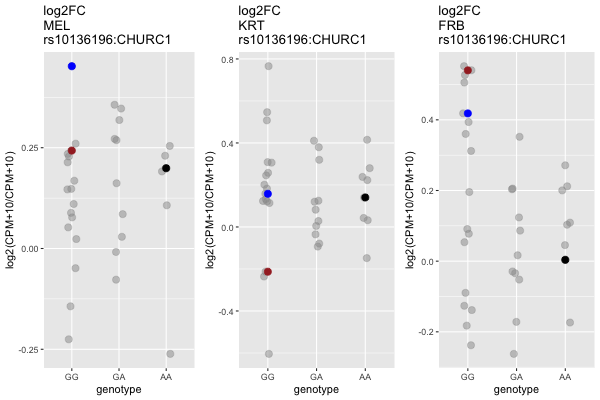 log2FC
MEL
rs10136196:CHURC1
log2(CPM+10/CPM+10)
0.25
0.00
-0.25
GG
GA
AA
genotype
log2FC
KRT
rs10136196:CHURC1
log2(CPM+10/CPM+10)
0.8
0.4
0.0
-0.4
GG
GA
AA
genotype
log2FC
FRB
rs10136196:CHURC1
log2(CPM+10/CPM+10)
0.4
0.2
0.0
-0.2
GG
GA
AA
genotype